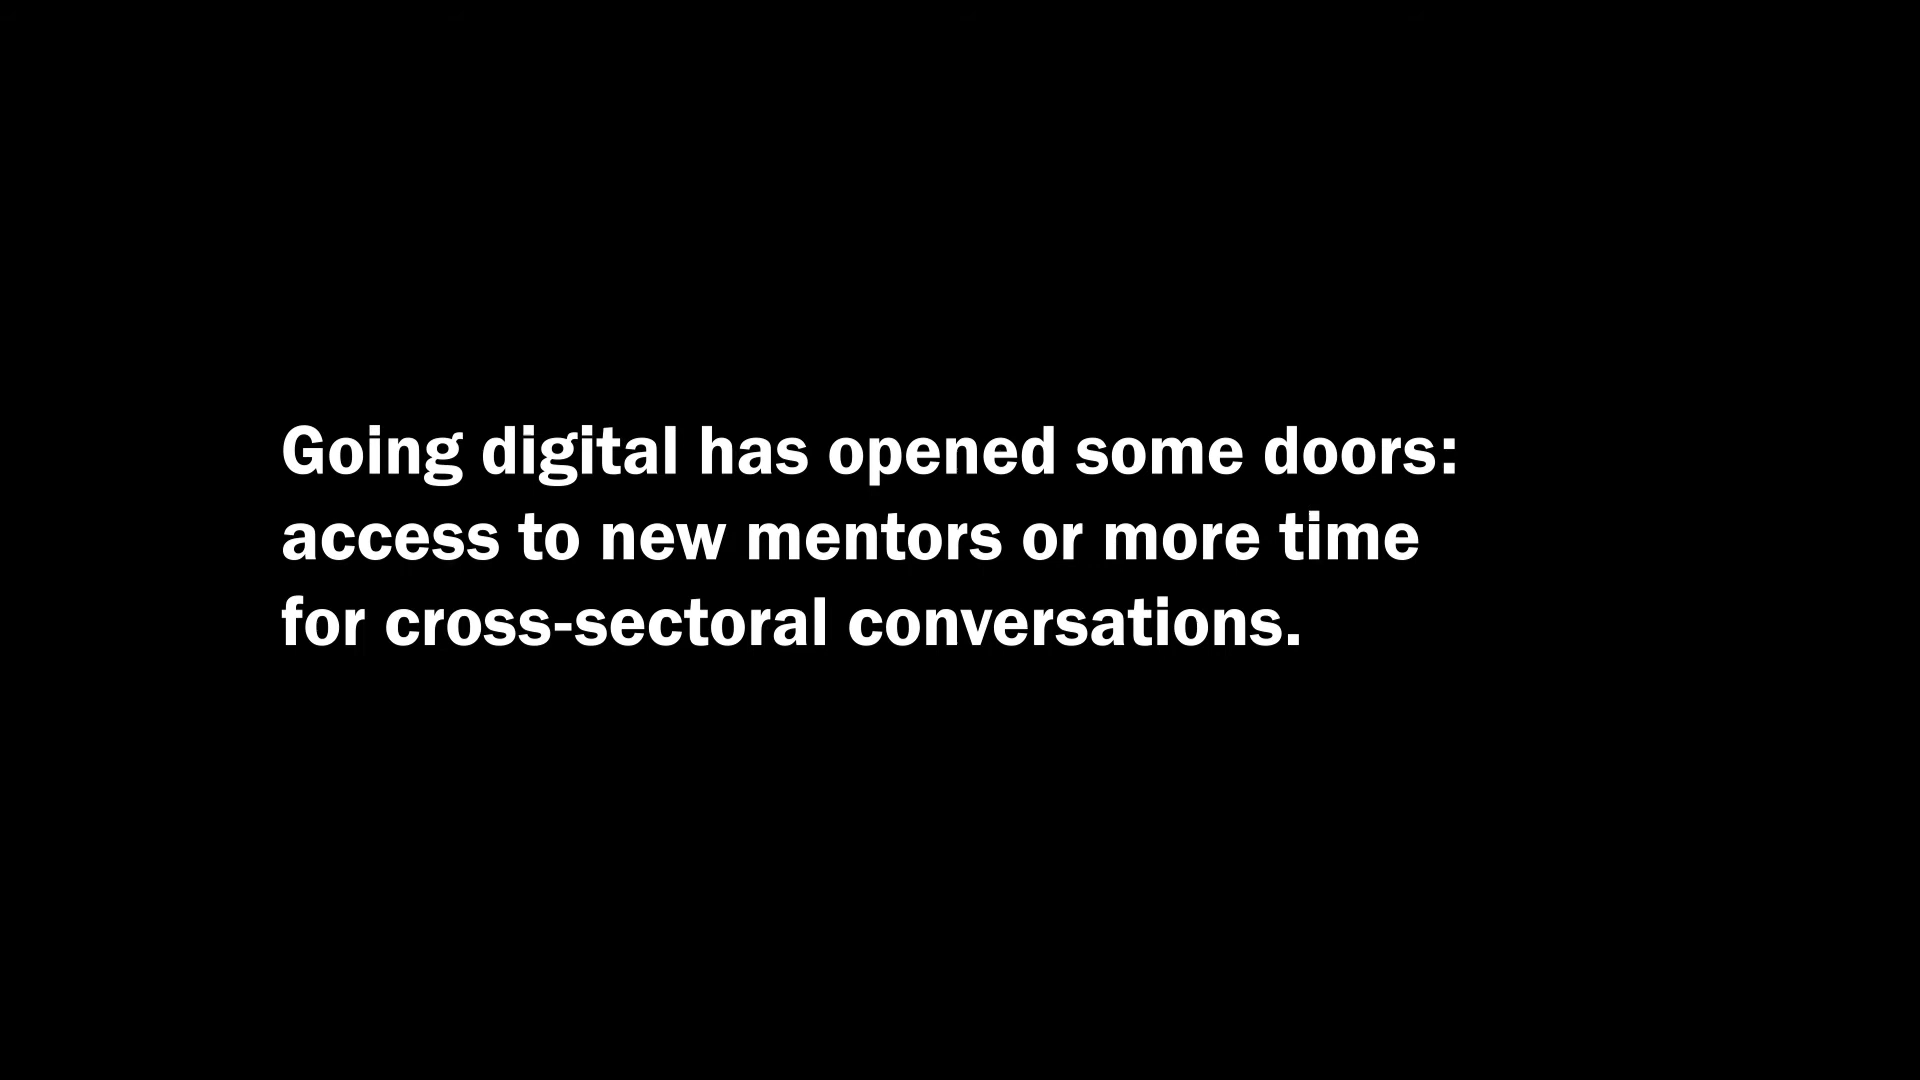 Going digital has opened some doors:
access to new mentors or more time
for cross-sectoral conversations.